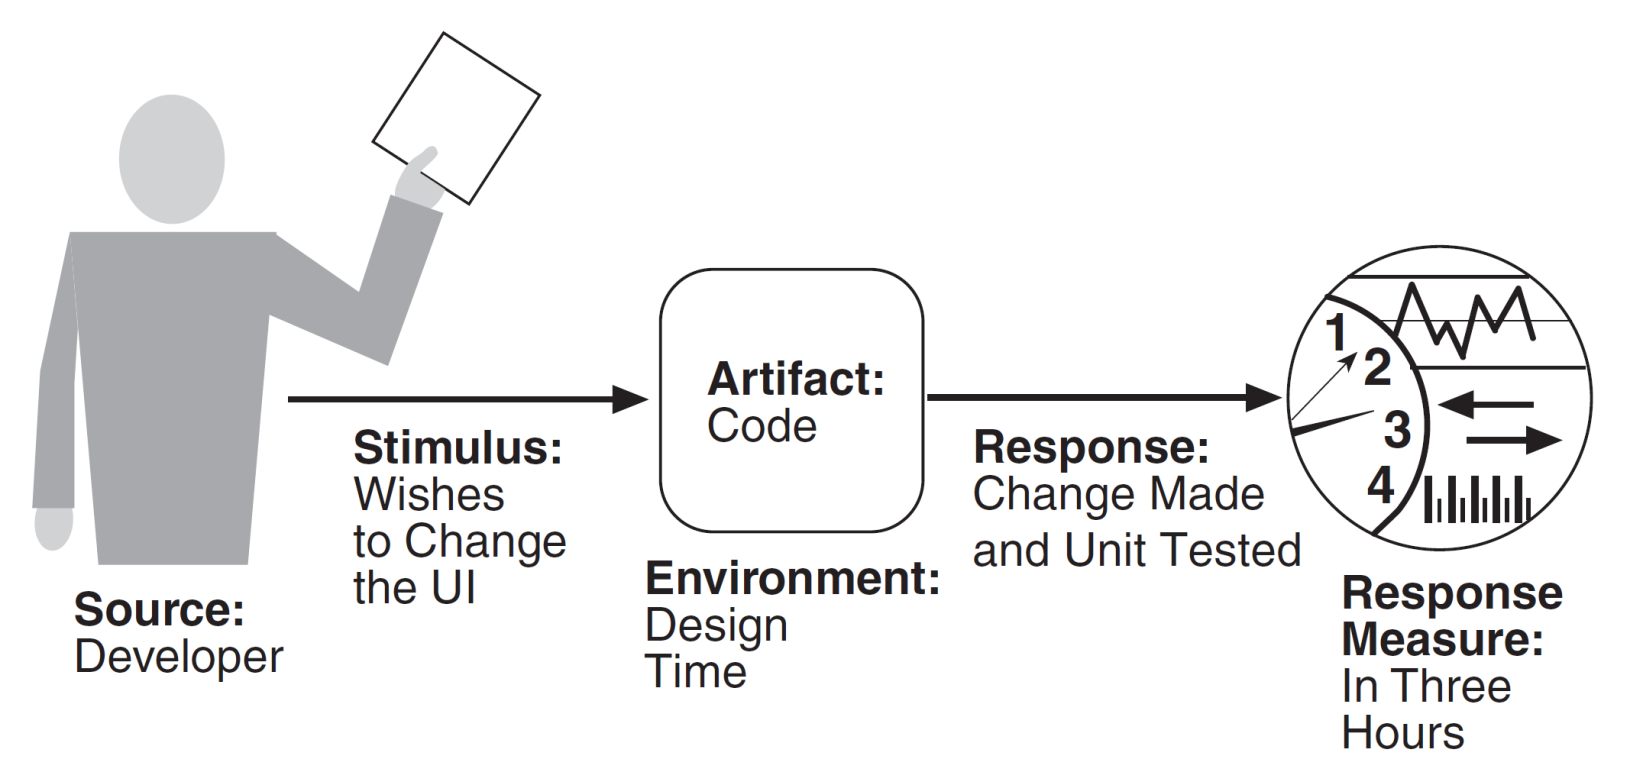 Source:
Developer
Stimulus:
Wishes
to Change
the UI
Artifact:
Code
Environment:
Design
Time
Response:
Change Made
and Unit Tested
1
2
3
4
Response
Measure:
In Three
Hours